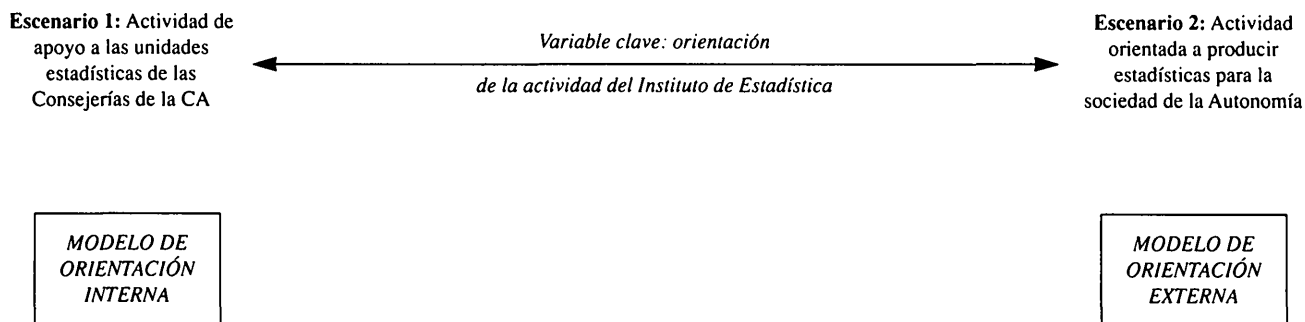 Escenario 1: Actividad de
apoyo a las unidades
estadísticas de las
Consejerías de la CA
Variable clave: orientación
de la actividad del Instituto de Estadística
Escenario 2: Actividad
orientada a producir
estadísticas para la
sociedad de la Autonomía
MODELO DE
ORIENTACIÓN
INTERNA
MODELO DE
ORIENTACIÓN
EXTERNA